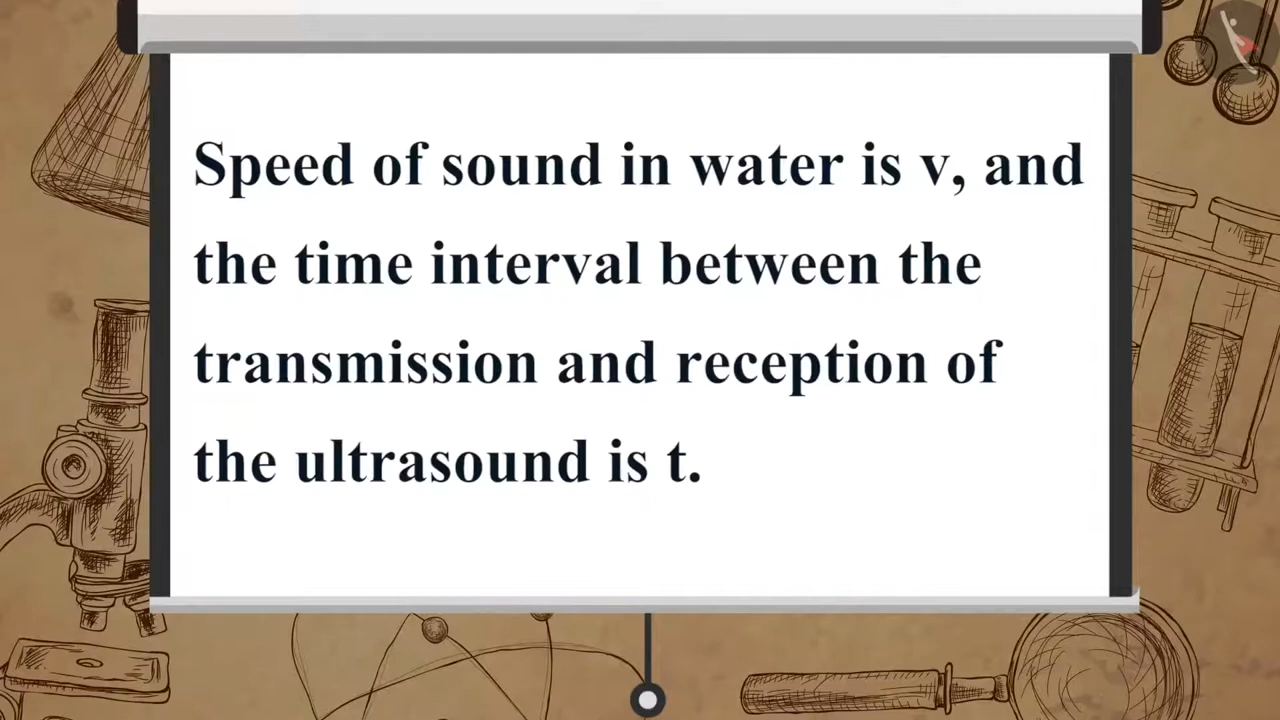 Speed of sound in water is v, and
the time interval between the
transmission and reception of
the ultrasound is t.